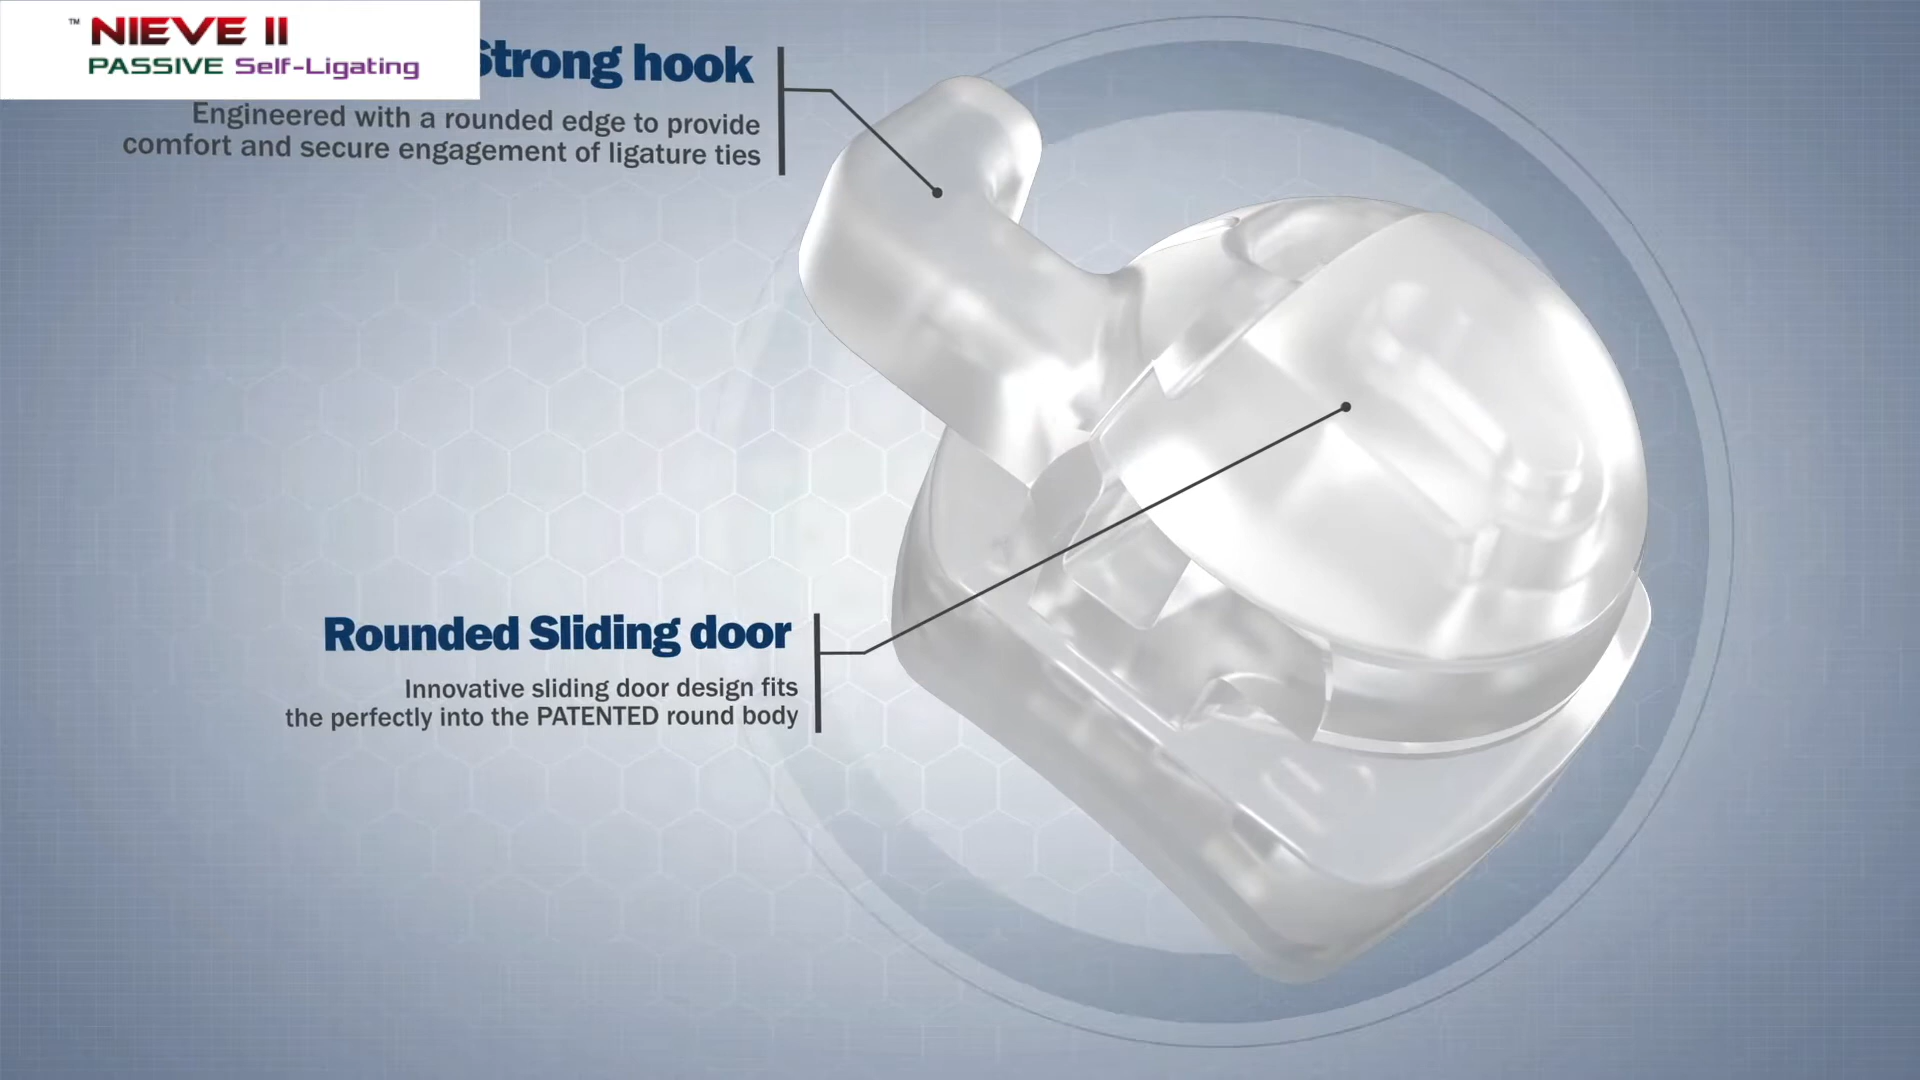 ™ NIEVE II
PASSIVE Self-Ligating
Strong hook
Engineered with a rounded edge to provide
comfort and secure engagement of ligature ties
Rounded Sliding door
Innovative sliding door design fits
the perfectly into the PATENTED round body